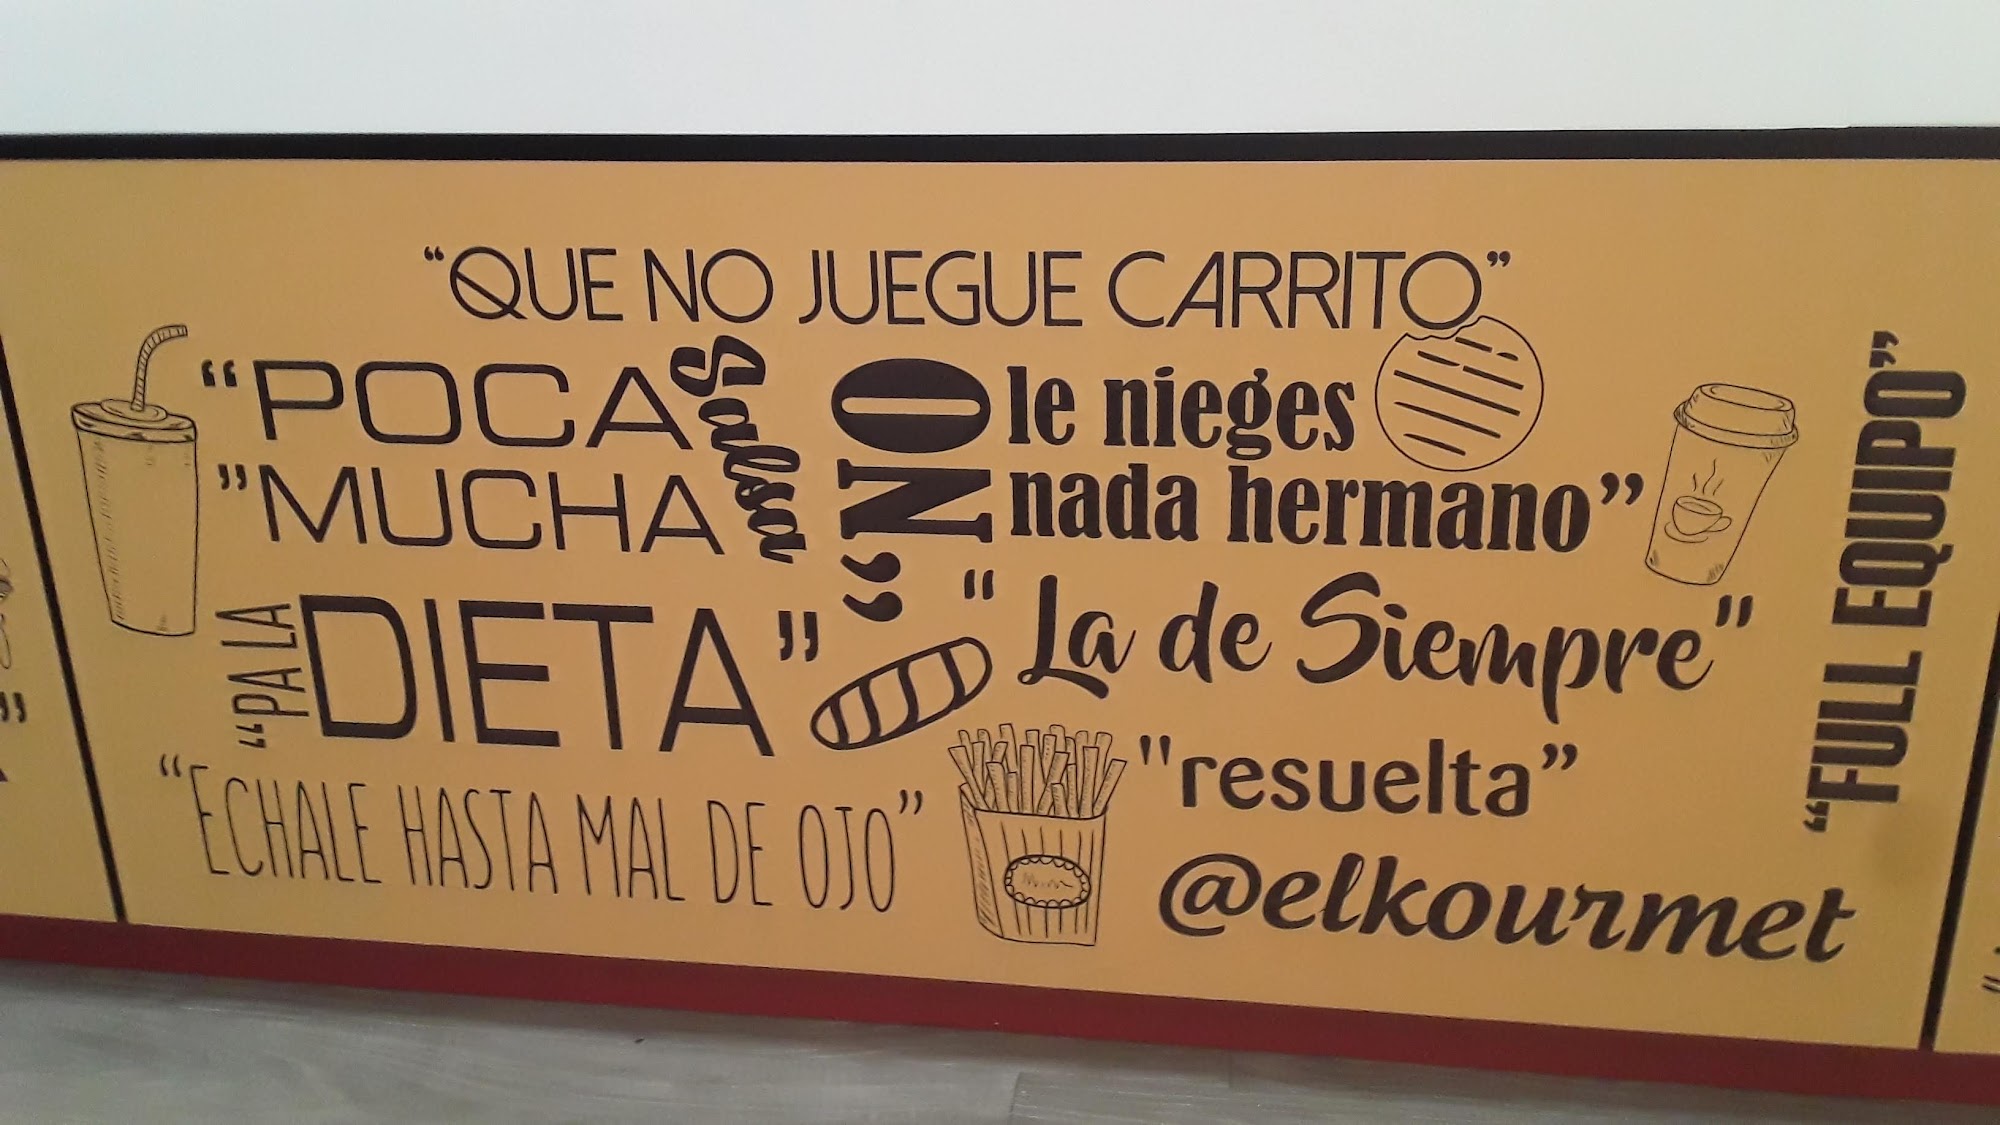 “QUE NO JUEGUE CARRITO”
“POCA
”MUCHA
Salsa
“PA LA
DIETA”
“ECHALE HASTA MAL DE OJO”
“NO
le nieges
nada hermano”
"La de Siempre"
"resuelta”
@elkourmet
“FULL EQUIPO”